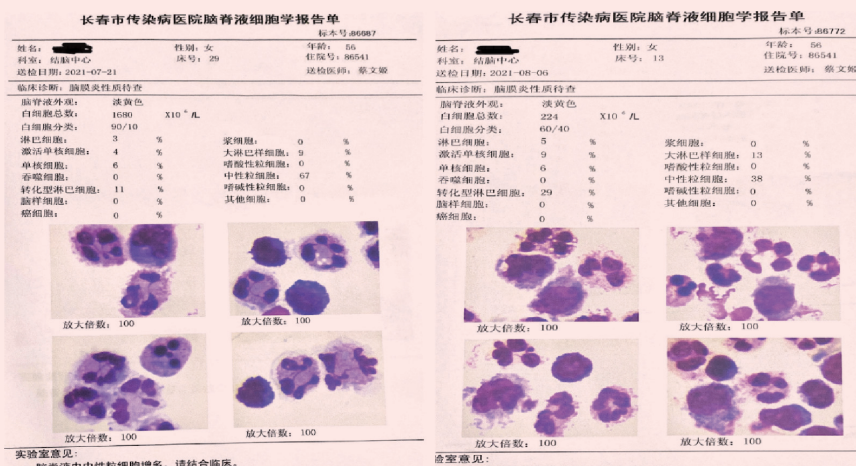 长春市传染病医院脑脊液细胞学报告单
标本号:86687
姓名：
性别：女
年龄： 56
科室：结脑中心
床号：29
住院号：86541
送检日期：2021-07-21
送检医师：蔡文姬
临床诊断：脑膜炎性质待查
脑脊液外观： 淡黄色
白细胞总数： 1680 X10⁶/L
白细胞分类： 90/10
淋巴细胞： 3 % 浆细胞： 0 %
激活单核细胞： 4 % 大淋巴样细胞： 9 %
单核细胞： 6 % 嗜酸性粒细胞：0 %
吞噬细胞： 0 % 中性粒细胞： 67 %
转化型淋巴细胞： 11 % 嗜碱性粒细胞：0 %
脑样细胞： 0 % 其他细胞： 0 %
癌细胞： 0 %
放大倍数： 100
放大倍数： 100
放大倍数： 100
放大倍数： 100
实验室意见：
脑脊液中中性粒细胞增多，请结合临床。
长春市传染病医院脑脊液细胞学报告单
标本号:86772
姓名：
性别：女
年龄： 56
科室：结脑中心
床号：13
住院号：86541
送检日期：2021-08-06
送检医师：蔡文姬
临床诊断：脑膜炎性质待查
脑脊液外观： 淡黄色
白细胞总数： 224 X10⁶/L
白细胞分类： 60/40
淋巴细胞： 5 % 浆细胞： 0 %
激活单核细胞： 9 % 大淋巴样细胞： 13 %
单核细胞： 6 % 嗜酸性粒细胞：0 %
吞噬细胞： 0 % 中性粒细胞： 38 %
转化型淋巴细胞： 29 % 嗜碱性粒细胞：0 %
脑样细胞： 0 % 其他细胞： 0 %
癌细胞： 0 %
放大倍数： 100
放大倍数： 100
放大倍数： 100
放大倍数： 100
验室意见：